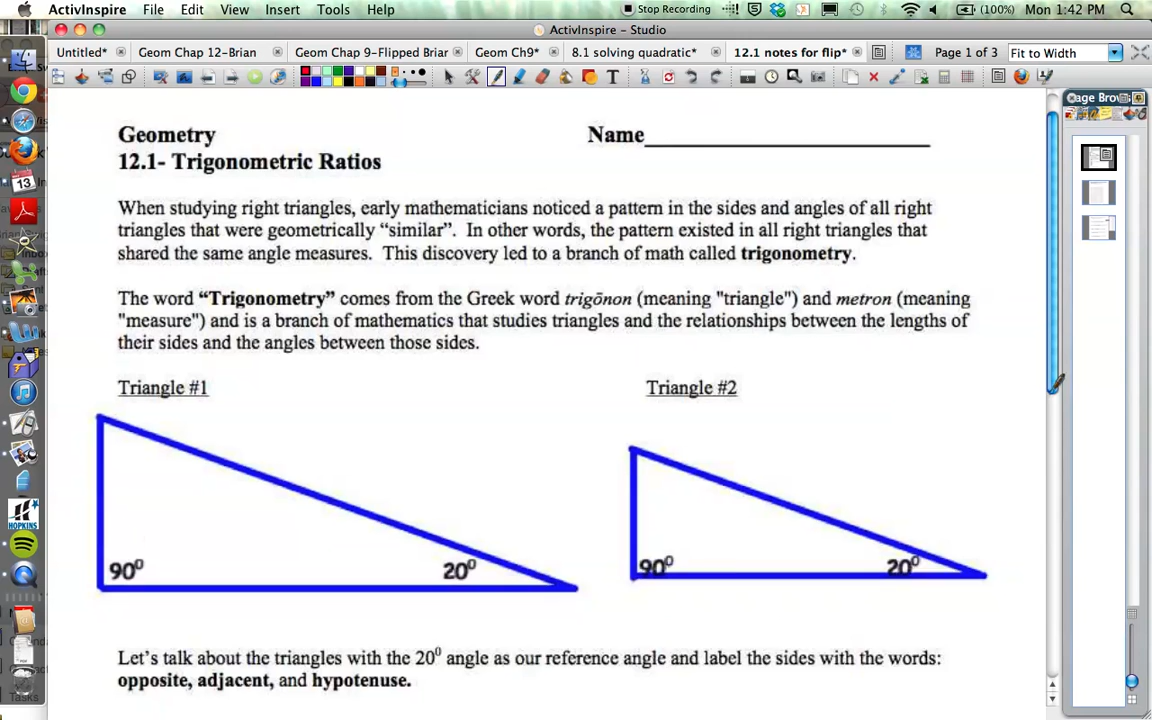 ActivInspire File Edit View Insert Tools Help Stop Recording (100%) Mon 1:42 PM
ActivInspire – Studio
Untitled* Geom Chap 12–Brian Geom Chap 9–Flipped Briar Geom Ch9* 8.1 solving quadratic* 12.1 notes for flip* Page 1 of 3 Fit to Width
Geometry Name
12.1- Trigonometric Ratios
When studying right triangles, early mathematicians noticed a pattern in the sides and angles of all right
triangles that were geometrically “similar”. In other words, the pattern existed in all right triangles that
shared the same angle measures. This discovery led to a branch of math called trigonometry.
The word “Trigonometry” comes from the Greek word trigōnon (meaning "triangle") and metron (meaning
"measure") and is a branch of mathematics that studies triangles and the relationships between the lengths of
their sides and the angles between those sides.
Triangle #1 Triangle #2
90⁰ 20⁰ 90⁰ 20⁰
Let’s talk about the triangles with the 20⁰ angle as our reference angle and label the sides with the words:
opposite, adjacent, and hypotenuse.
13
HOPKINS